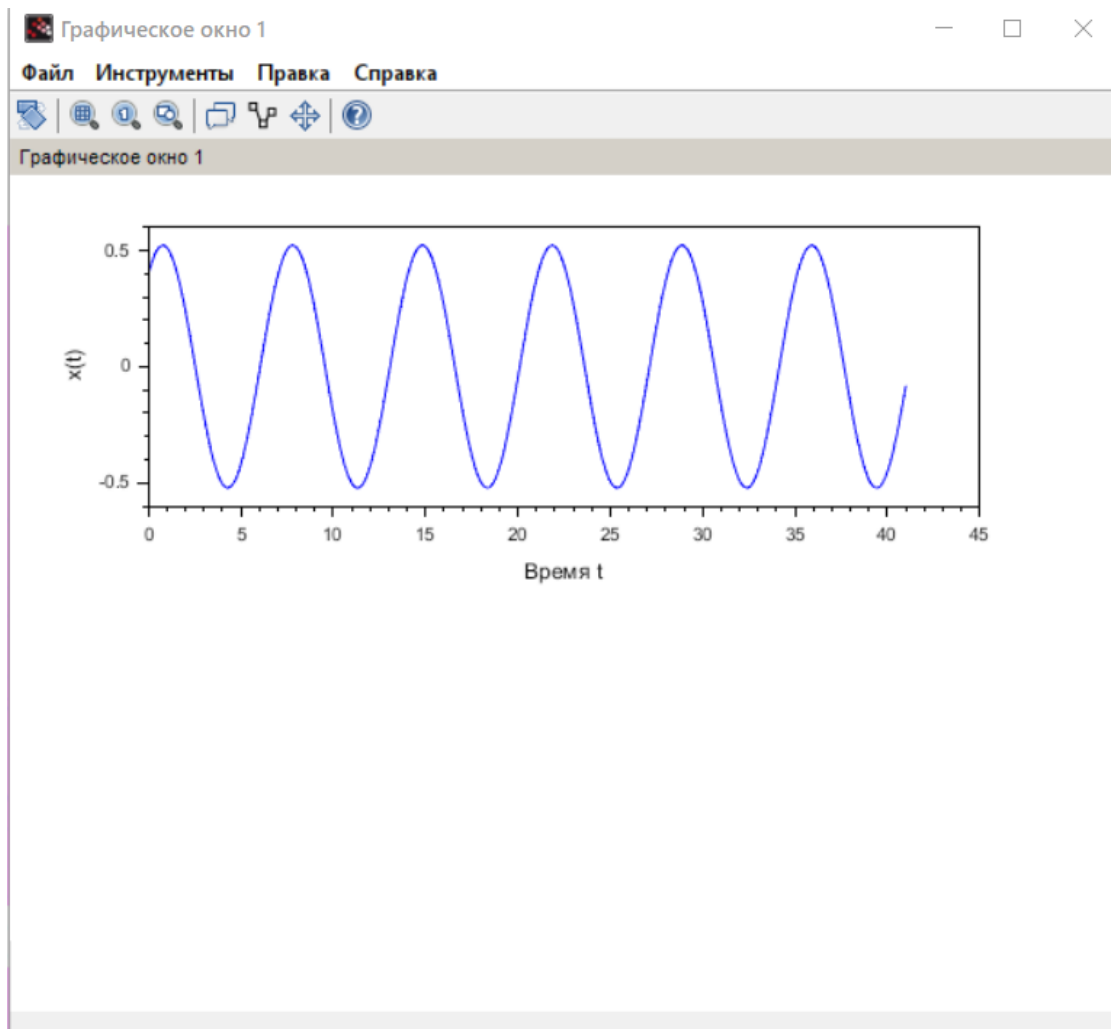 Графическое окно 1
Файл Инструменты Правка Справка
Графическое окно 1
0.5
0
-0.5
x(t)
0 5 10 15 20 25 30 35 40 45
Время t